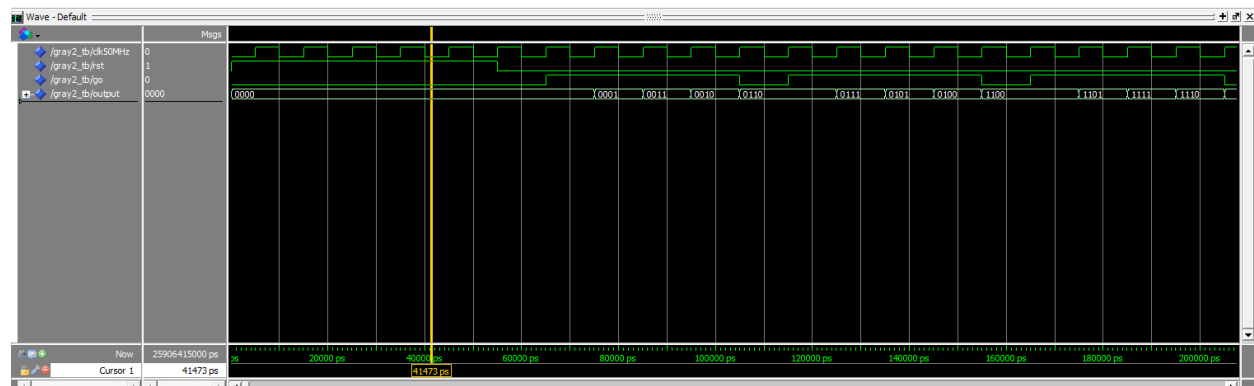 Wave - Default
Msgs
/gray2_tb/clk50MHz 0
/gray2_tb/rst 1
/gray2_tb/go 0
/gray2_tb/output 0000 0000 0001 0011 0010 0110 0111 0101 0100 1100 1101 1111 1110
Now 25906415000 ps ps 20000 ps 40000 ps 60000 ps 80000 ps 100000 ps 120000 ps 140000 ps 160000 ps 180000 ps 200000 ps
Cursor 1 41473 ps 41473 ps